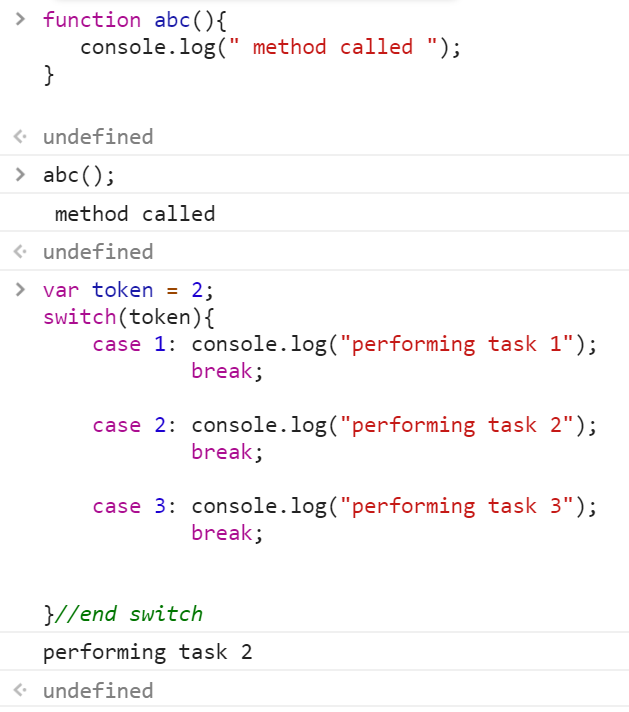 > function abc(){
   console.log(" method called ");
}
undefined
> abc();
 method called
undefined
> var token = 2;
switch(token){
    case 1: console.log("performing task 1");
            break;
    case 2: console.log("performing task 2");
            break;
    case 3: console.log("performing task 3");
            break;
}//end switch
performing task 2
undefined